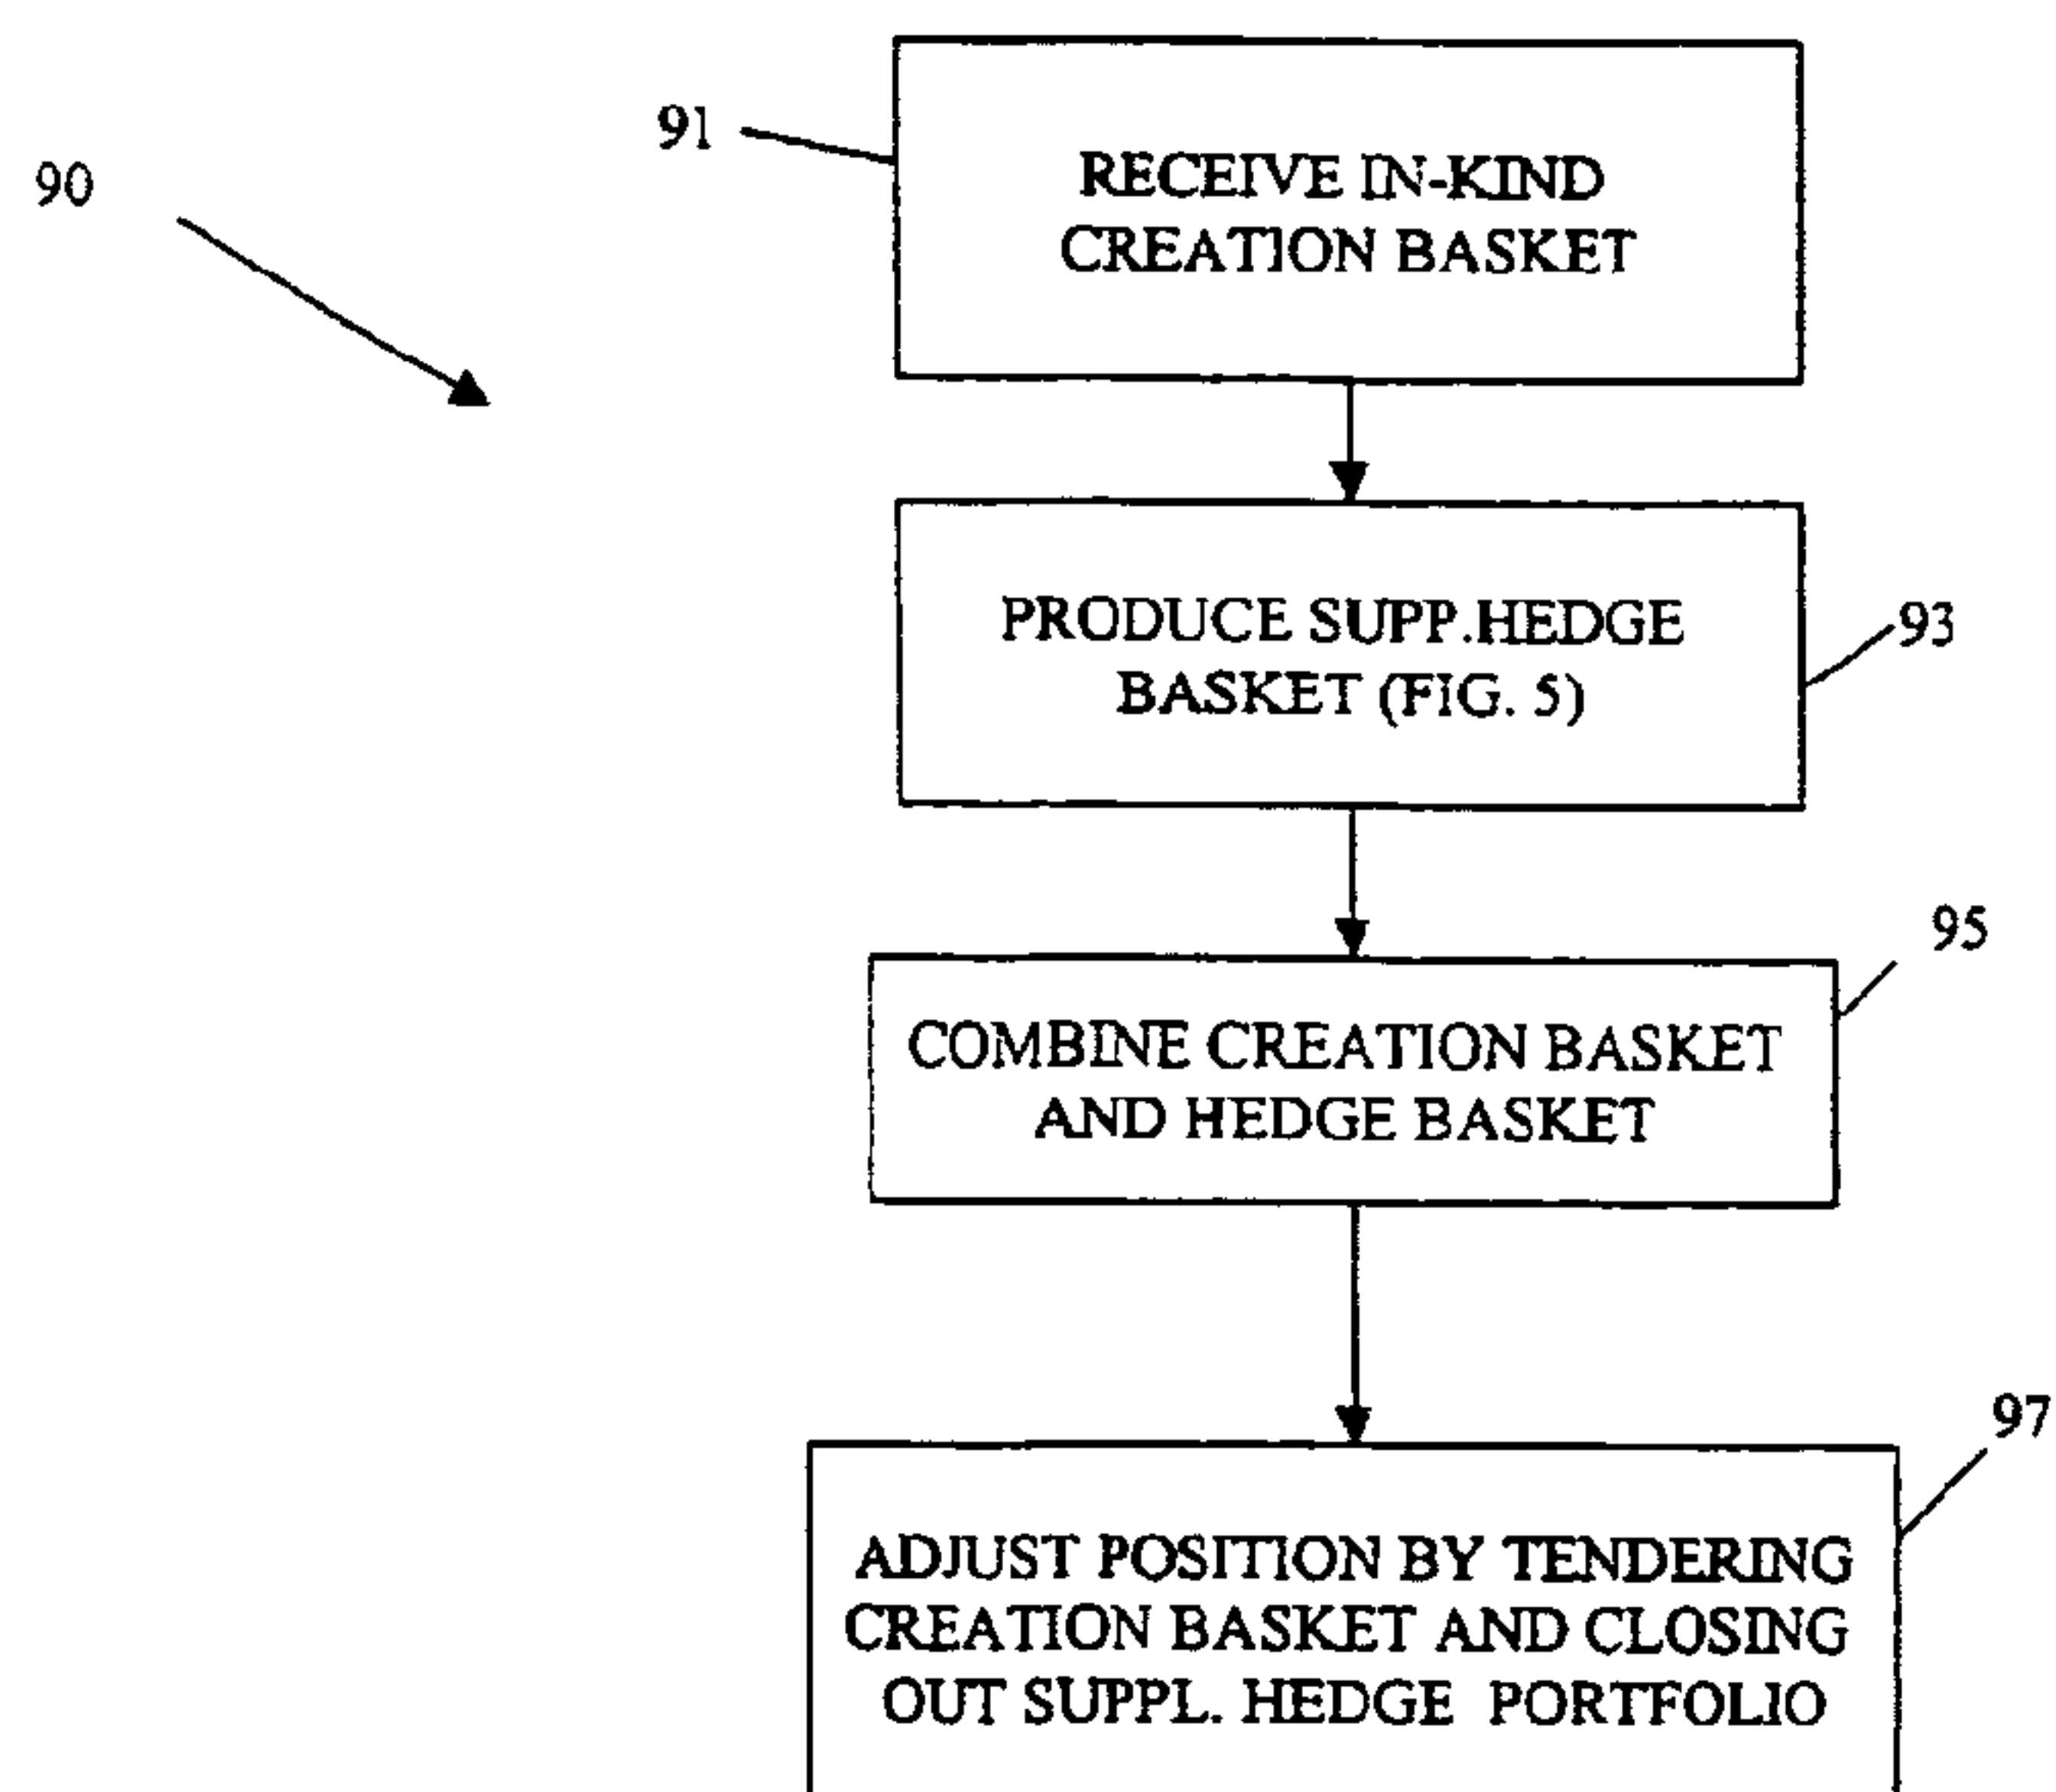 91
90
RECEIVE IN-KIND
CREATION BASKET
PRODUCE SUPP.HEDGE
BASKET (FIG. 5)
93
95
COMBINE CREATION BASKET
AND HEDGE BASKET
97
ADJUST POSITION BY TENDERING
CREATION BASKET AND CLOSING
OUT SUPPL. HEDGE PORTFOLIO